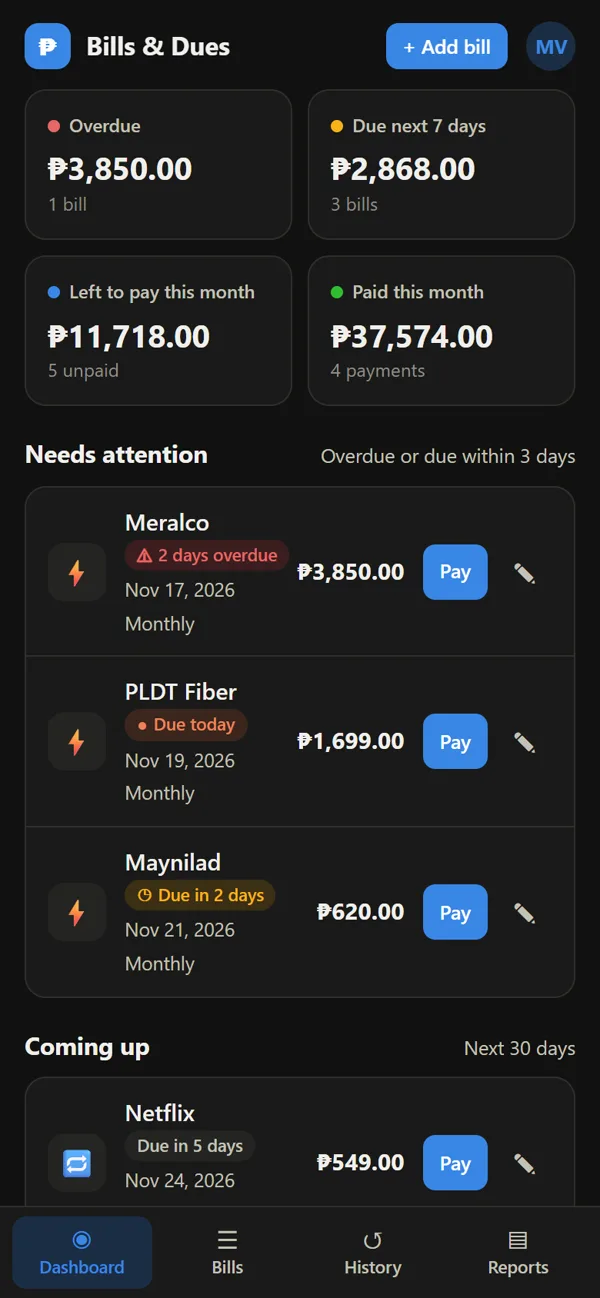 ₱ Bills & Dues + Add bill MV
Overdue
₱3,850.00
1 bill
Due next 7 days
₱2,868.00
3 bills
Left to pay this month
₱11,718.00
5 unpaid
Paid this month
₱37,574.00
4 payments
Needs attention Overdue or due within 3 days
Meralco
⚠ 2 days overdue
Nov 17, 2026
Monthly
₱3,850.00 Pay
PLDT Fiber
● Due today
Nov 19, 2026
Monthly
₱1,699.00 Pay
Maynilad
Due in 2 days
Nov 21, 2026
Monthly
₱620.00 Pay
Coming up Next 30 days
Netflix
Due in 5 days
Nov 24, 2026
₱549.00 Pay
Dashboard Bills History Reports